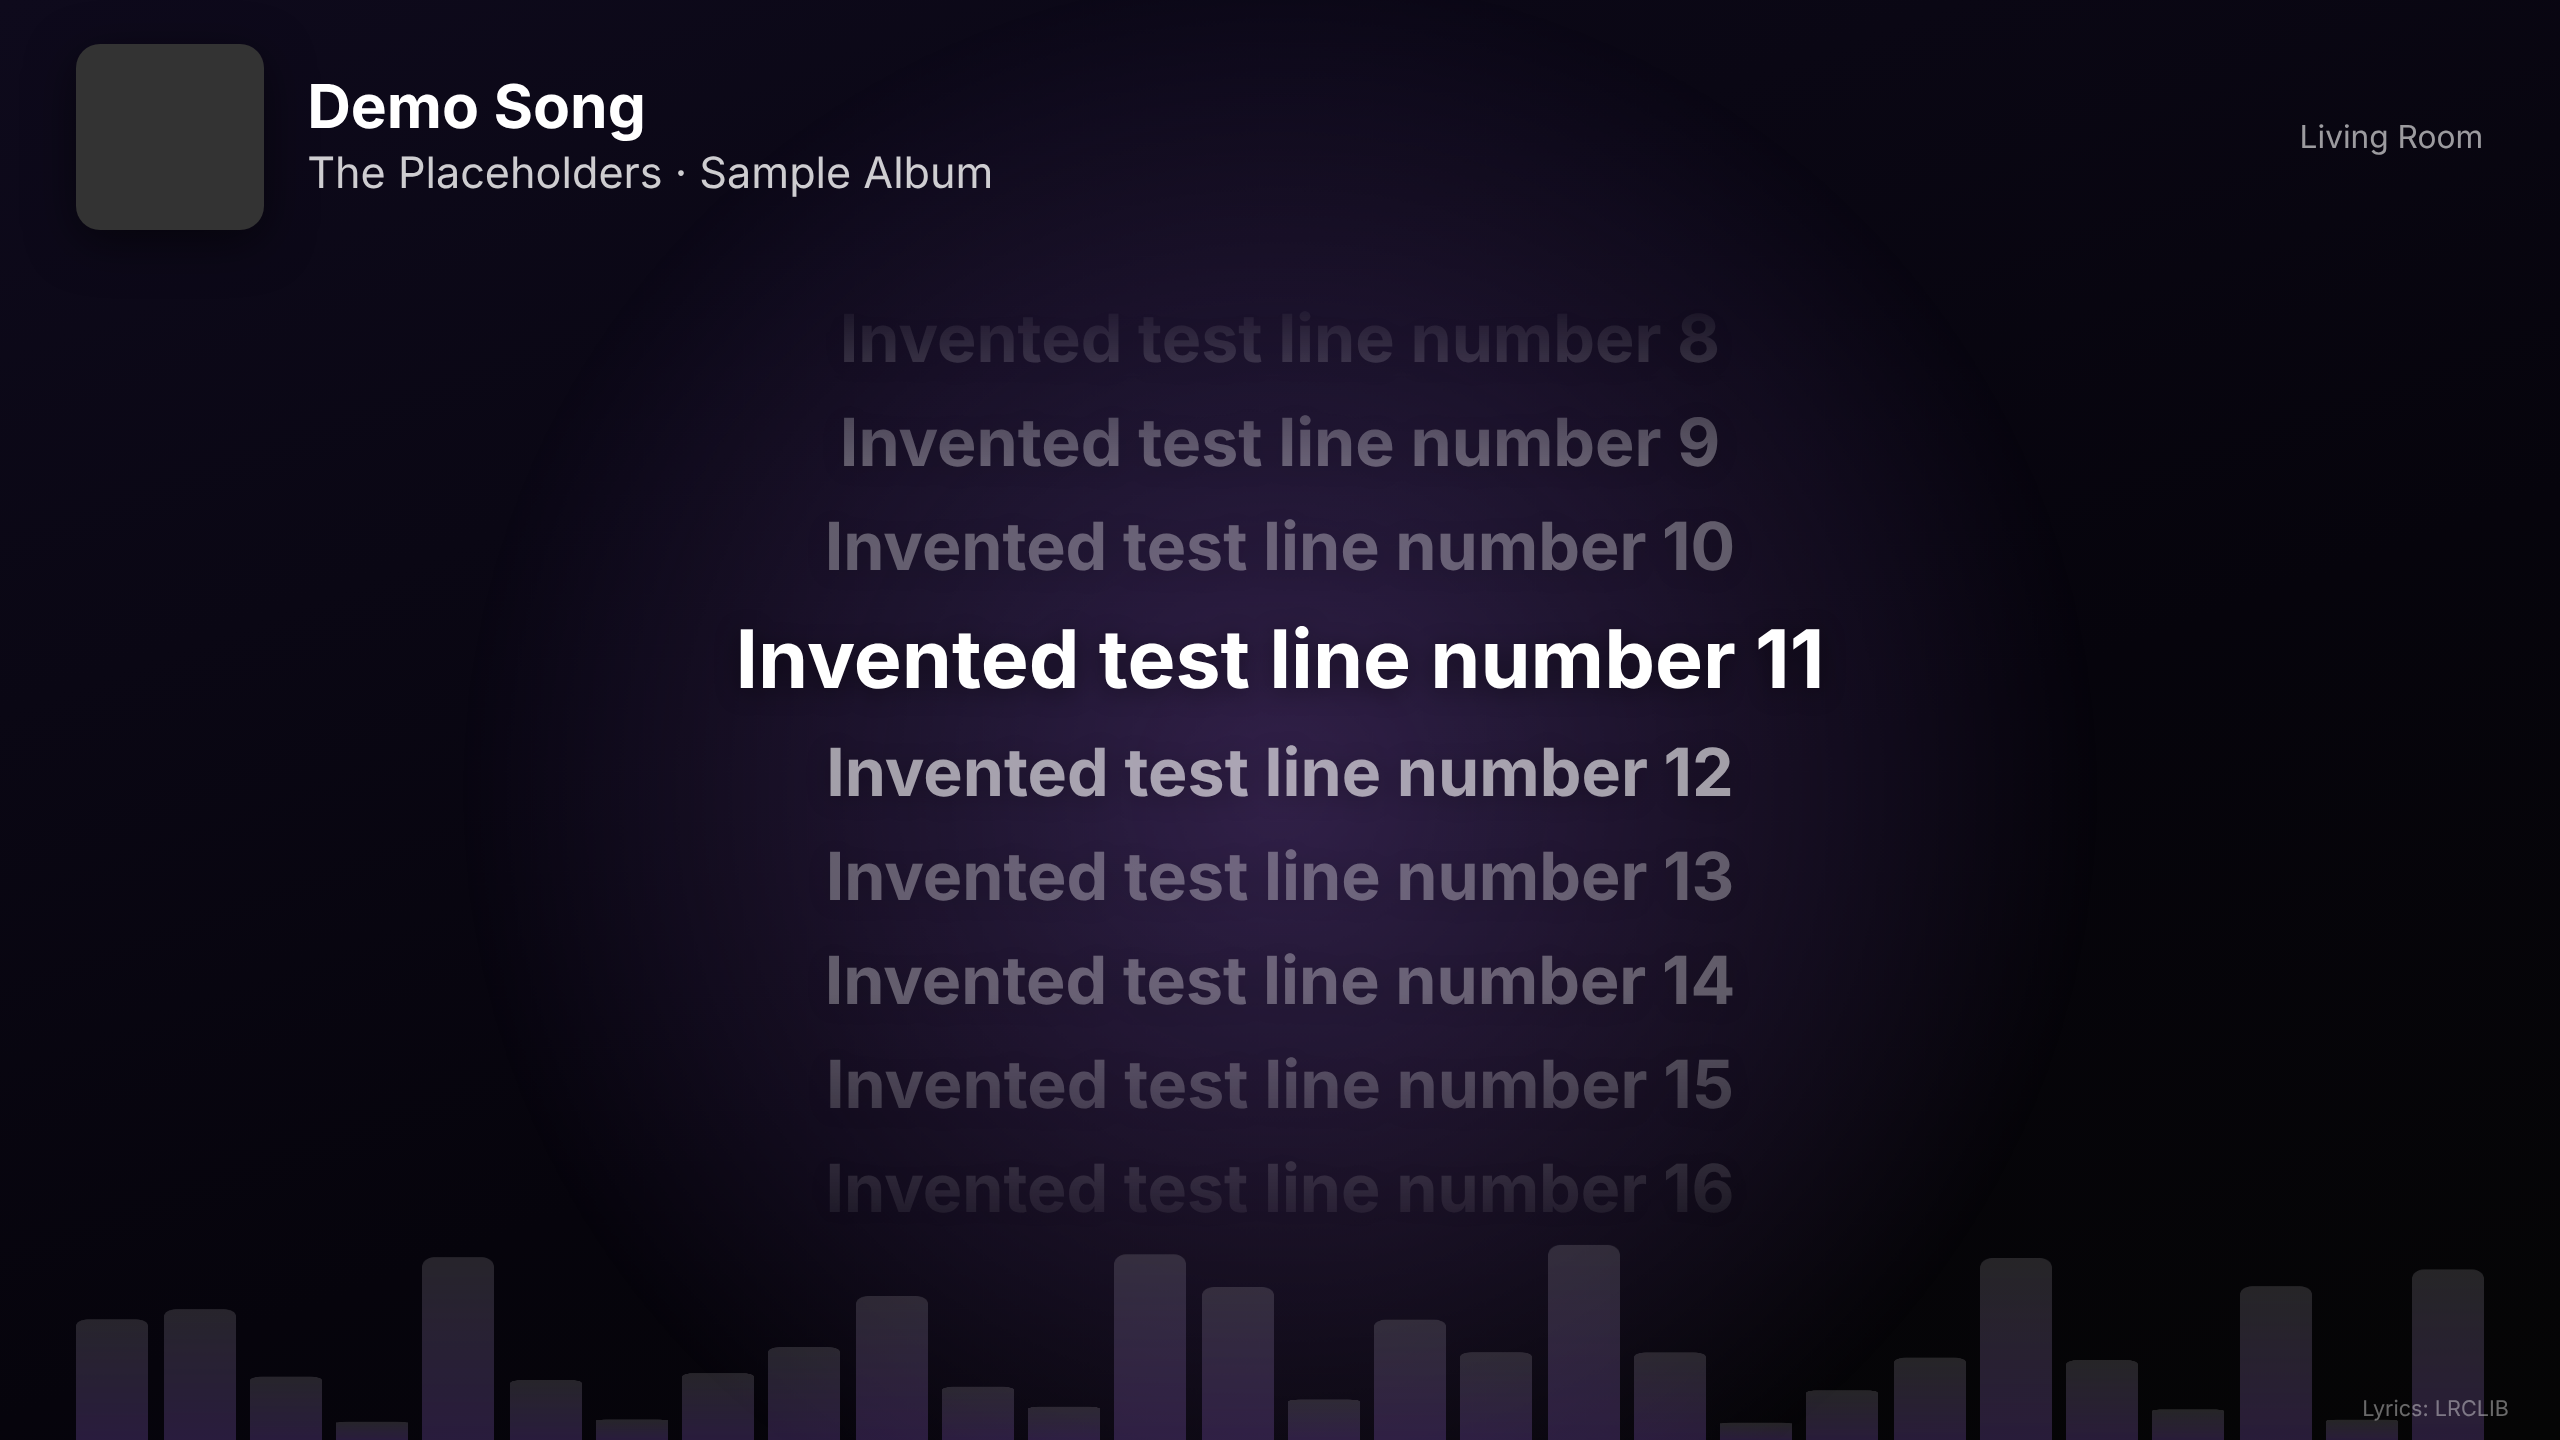 Demo Song
The Placeholders · Sample Album
Living Room
Invented test line number 8
Invented test line number 9
Invented test line number 10
Invented test line number 11
Invented test line number 12
Invented test line number 13
Invented test line number 14
Invented test line number 15
Invented test line number 16
Lyrics: LRCLIB